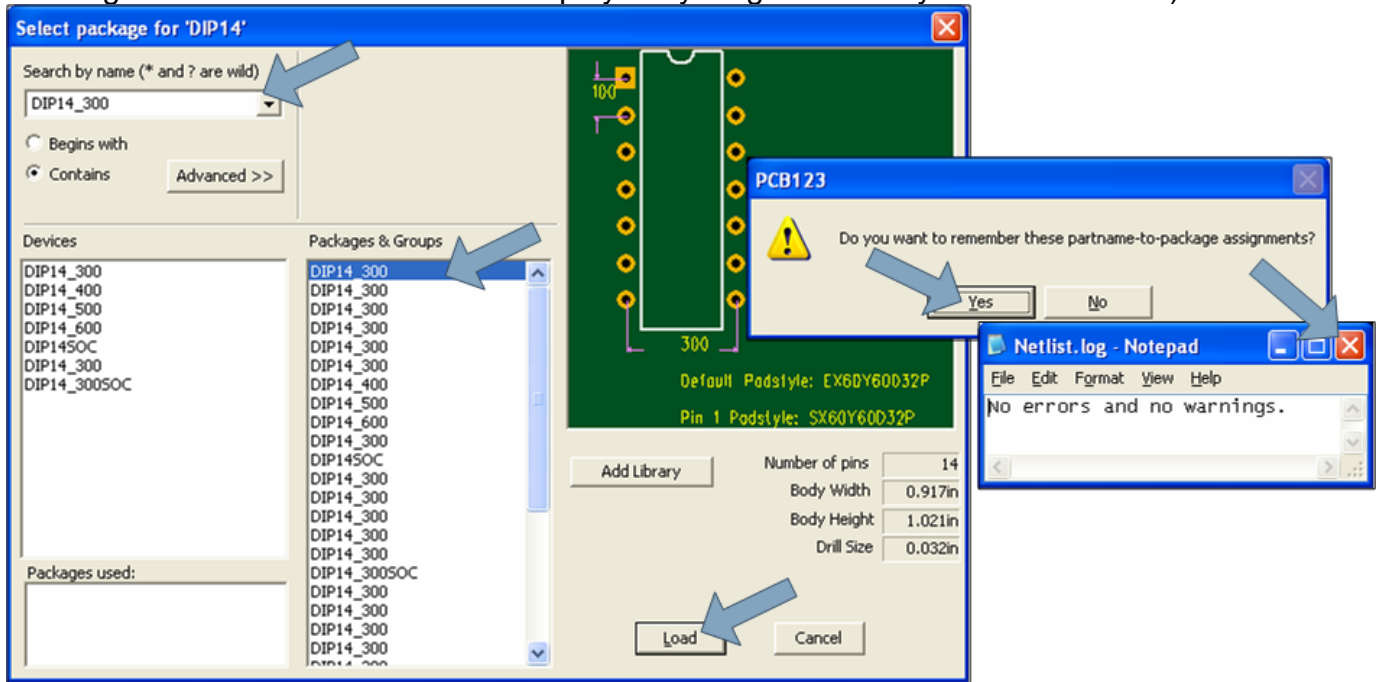 Select package for 'DIP14'
Search by name (* and ? are wild)
DIP14_300
Begins with
Contains
Advanced >>
Devices
DIP14_300
DIP14_400
DIP14_500
DIP14_600
DIP14SOC
DIP14_300
DIP14_300SOC
Packages used:
Packages & Groups
DIP14_300
DIP14_300
DIP14_300
DIP14_300
DIP14_300
DIP14_300
DIP14_400
DIP14_500
DIP14_600
DIP14_300
DIP14SOC
DIP14_300
DIP14_300
DIP14_300
DIP14_300
DIP14_300
DIP14_300SOC
DIP14_300
DIP14_300
DIP14_300
DIP14_300
100
300
Default Padstyle: EX60Y60D32P
Pin 1 Padstyle: SX60Y60D32P
Add Library
Number of pins 14
Body Width 0.917in
Body Height 1.021in
Drill Size 0.032in
Load
Cancel
PCB123
Do you want to remember these partname-to-package assignments?
Yes
No
Netlist.log - Notepad
File Edit Format View Help
No errors and no warnings.